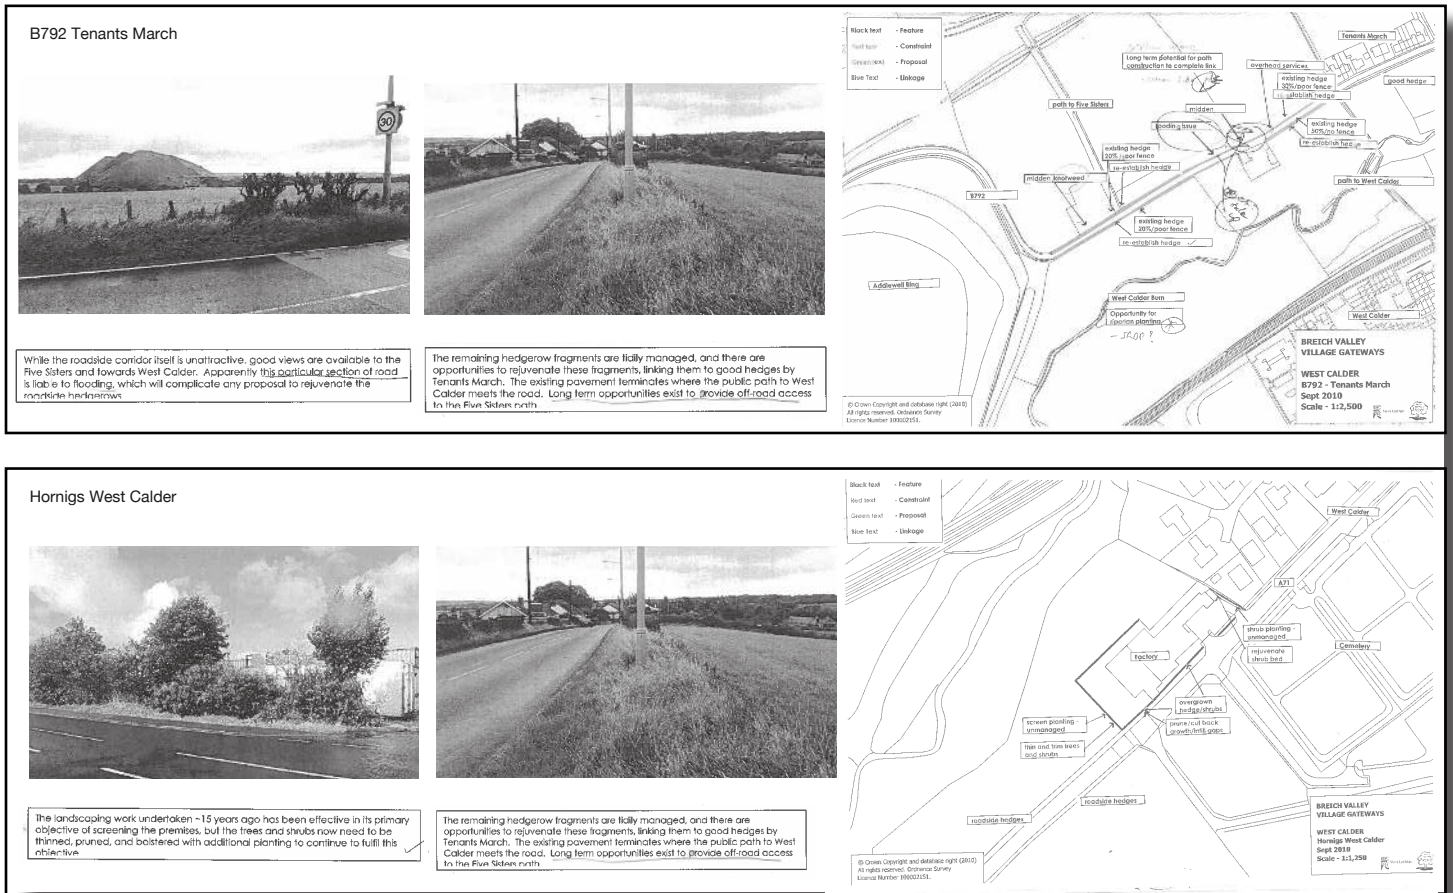 B792 Tenants March
30
While the roadside corridor itself is unattractive, good views are available to the
Five Sisters and towards West Calder. Apparently this particular section of road
is liable to flooding, which will complicate any proposal to rejuvenate the
roadside hedgerows
The remaining hedgerow fragments are tidily managed, and there are
opportunities to rejuvenate these fragments, linking them to good hedges by
Tenants March. The existing pavement terminates where the public path to West
Calder meets the road. Long term opportunities exist to provide off-road access
to the Five Sisters path
Black text - Feature
Red text - Constraint
Green text - Proposal
Blue Text - Linkage
Tenants March
Long term potential for path
construction to complete link
overhead services
good hedge
existing hedge
30%/poor fence
re-establish hedge
path to Five Sisters
midden
flooding issue
existing hedge
50%/no fence
re-establish hedge
existing hedge
20%/poor fence
re-establish hedge
midden knotweed
path to West Calder
B792
existing hedge
20%/poor fence
re-establish hedge
Addiewell Bing
West Calder Burn
Opportunity for
riparian planting
West Calder
BREICH VALLEY
VILLAGE GATEWAYS
WEST CALDER
B792 - Tenants March
Sept 2010
Scale - 1:2,500
© Crown Copyright and database right (2010)
All rights reserved. Ordnance Survey
Licence Number 100002151.
Hornigs West Calder
The landscaping work undertaken ~15 years ago has been effective in its primary
objective of screening the premises, but the trees and shrubs now need to be
thinned, pruned, and bolstered with additional planting to continue to fulfil this
objective
The remaining hedgerow fragments are tidily managed, and there are
opportunities to rejuvenate these fragments, linking them to good hedges by
Tenants March. The existing pavement terminates where the public path to West
Calder meets the road. Long term opportunities exist to provide off-road access
to the Five Sisters path
Black text - Feature
Red text - Constraint
Green text - Proposal
Blue Text - Linkage
West Calder
A71
shrub planting -
unmanaged
rejuvenate
shrub bed
Cemetery
Factory
overgrown
hedge/shrubs
prune/cut back
growth/infill gaps
screen planting -
unmanaged
thin and trim trees
and shrubs
roadside hedges
roadside hedges
BREICH VALLEY
VILLAGE GATEWAYS
WEST CALDER
Hornigs West Calder
Sept 2010
Scale - 1:1,250
© Crown Copyright and database right (2010)
All rights reserved. Ordnance Survey
Licence Number 100002151.